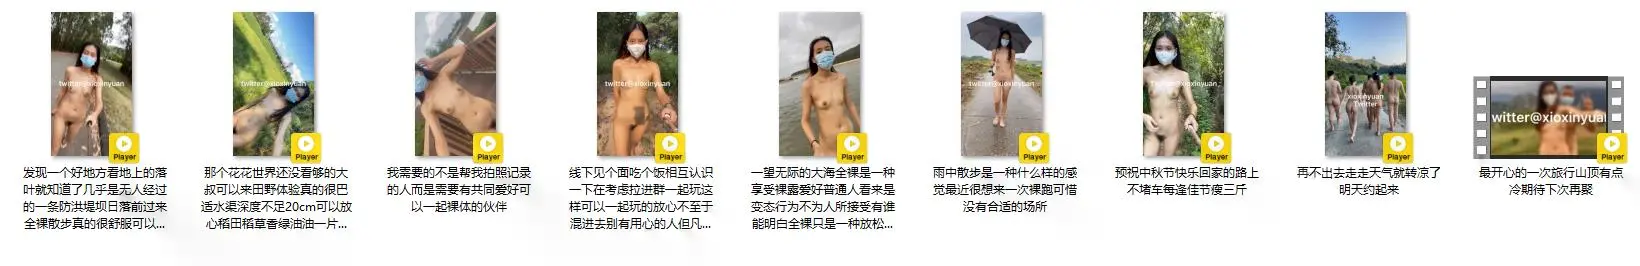 twitter@xioxinyuan
twitter@xioxinyuan
twitter@xioxinyuan
twitter@xioxinyuan
twitter@xioxinyuan
twitter@xioxinyuan
twitter@xioxinyuan
xioxinyuan
Twitter
witter@xioxinyuan
Player
Player
Player
Player
Player
Player
Player
Player
Player
发现一个好地方看地上的落
叶就知道了几乎是无人经过
的一条防洪堤坝日落前过来
全裸散步真的很舒服可以...
那个花花世界还没看够的大
叔可以来田野体验真的很巴
适水渠深度不足20cm可以放
心稻田稻草香绿油油一片...
我需要的不是帮我拍照记录
的人而是需要有共同爱好可
以一起裸体的伙伴
线下见个面吃个饭相互认识
一下在考虑拉进群一起玩这
样可以一起玩的放心不至于
混进去别有用心的人但凡...
一望无际的大海全裸是一种
享受裸露爱好普通人看来是
变态行为不为人所接受有谁
能明白全裸只是一种放松...
雨中散步是一种什么样的感
觉最近很想来一次裸跑可惜
没有合适的场所
预祝中秋节快乐回家的路上
不堵车每逢佳节瘦三斤
再不出去走走天气就转凉了
明天约起来
最开心的一次旅行山顶有点
冷期待下次再聚